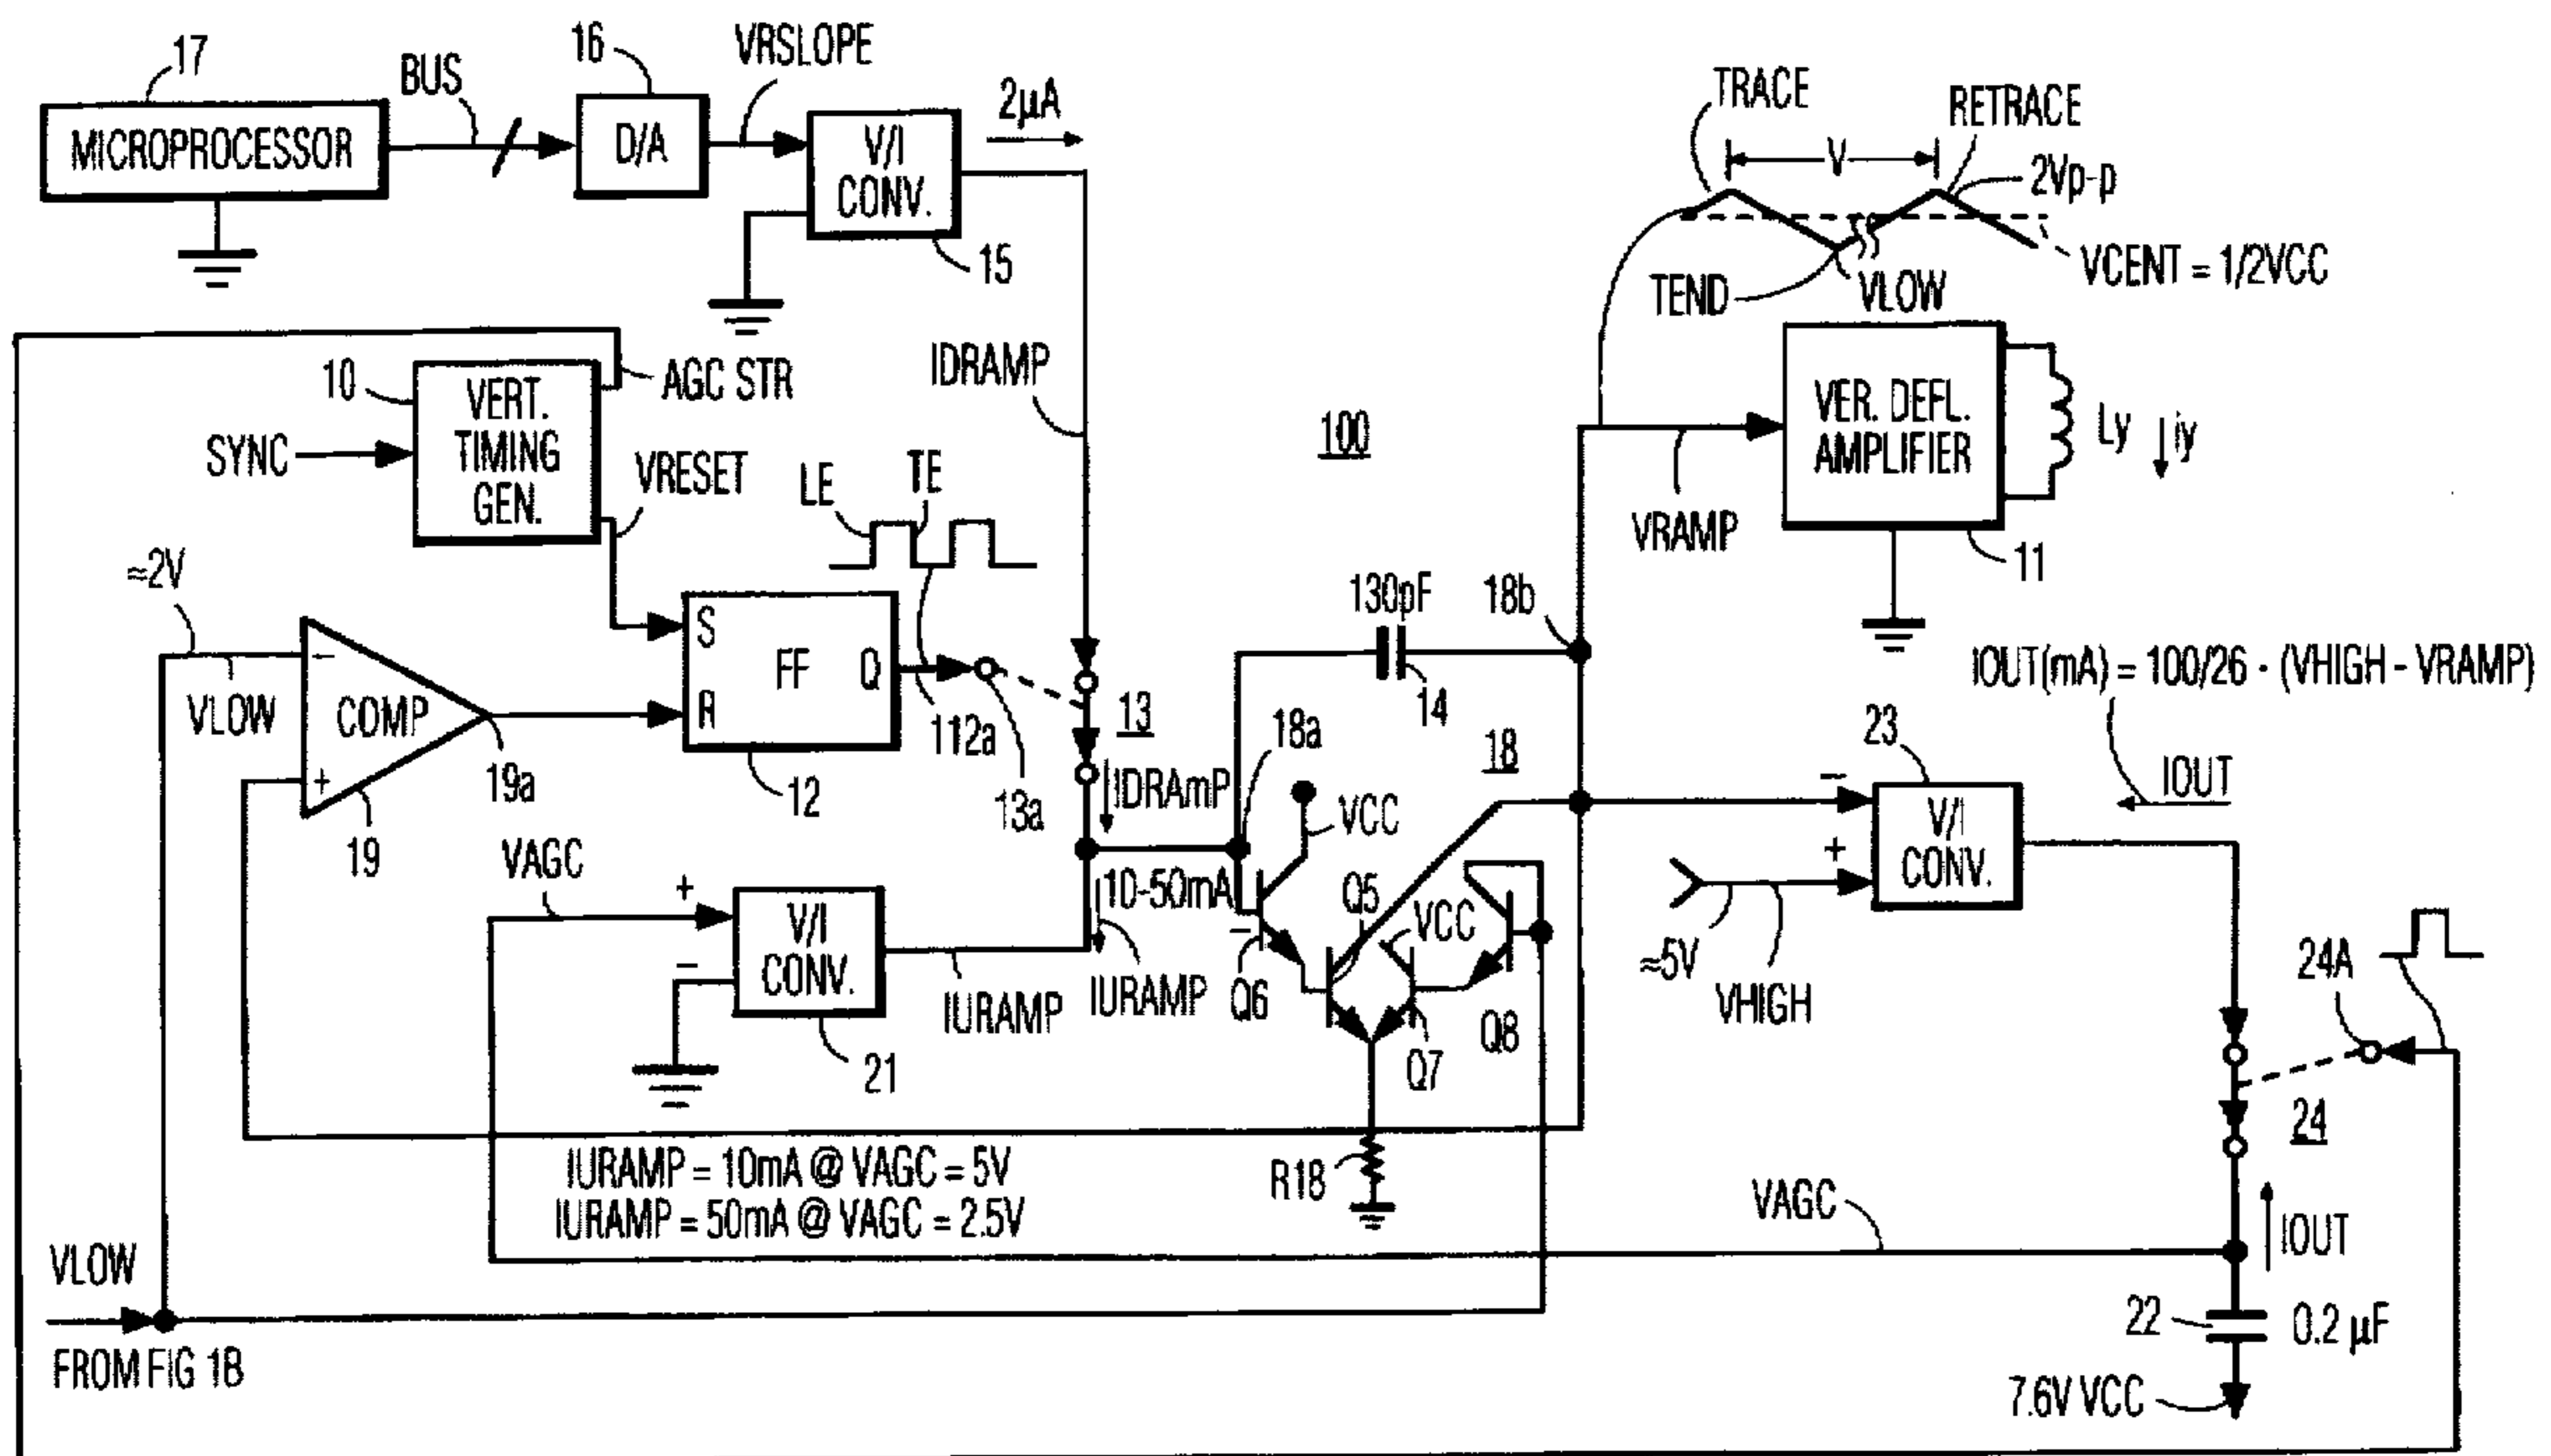 17
MICROPROCESSOR
BUS
16
D/A
VRSLOPE
V/I
CONV.
15
2μA
TRACE
RETRACE
V
2Vp-p
VCENT = 1/2VCC
TEND
VLOW
10
VERT.
TIMING
GEN.
AGC STR
SYNC
VRESET
IDRAMP
100
VER. DEFL.
AMPLIFIER
Ly
iy
VRAMP
11
LE
TE
≈2V
VLOW
COMP
−
+
19a
19
S
R
FF
Q
12
112a
13a
13
IDRAmP
130pF
14
18b
18a
18
VCC
IOUT(mA) = 100/26 - (VHIGH - VRAMP)
23
−
+
V/I
CONV.
IOUT
VAGC
+
−
V/I
CONV.
21
IURAMP
10-50mA
IURAMP
−
Q6
Q5
VCC
Q7
Q8
R18
≈5V
VHIGH
24A
24
IURAMP = 10mA @ VAGC = 5V
IURAMP = 50mA @ VAGC = 2.5V
VAGC
IOUT
22
0.2 μF
7.6V VCC
VLOW
FROM FIG 1B